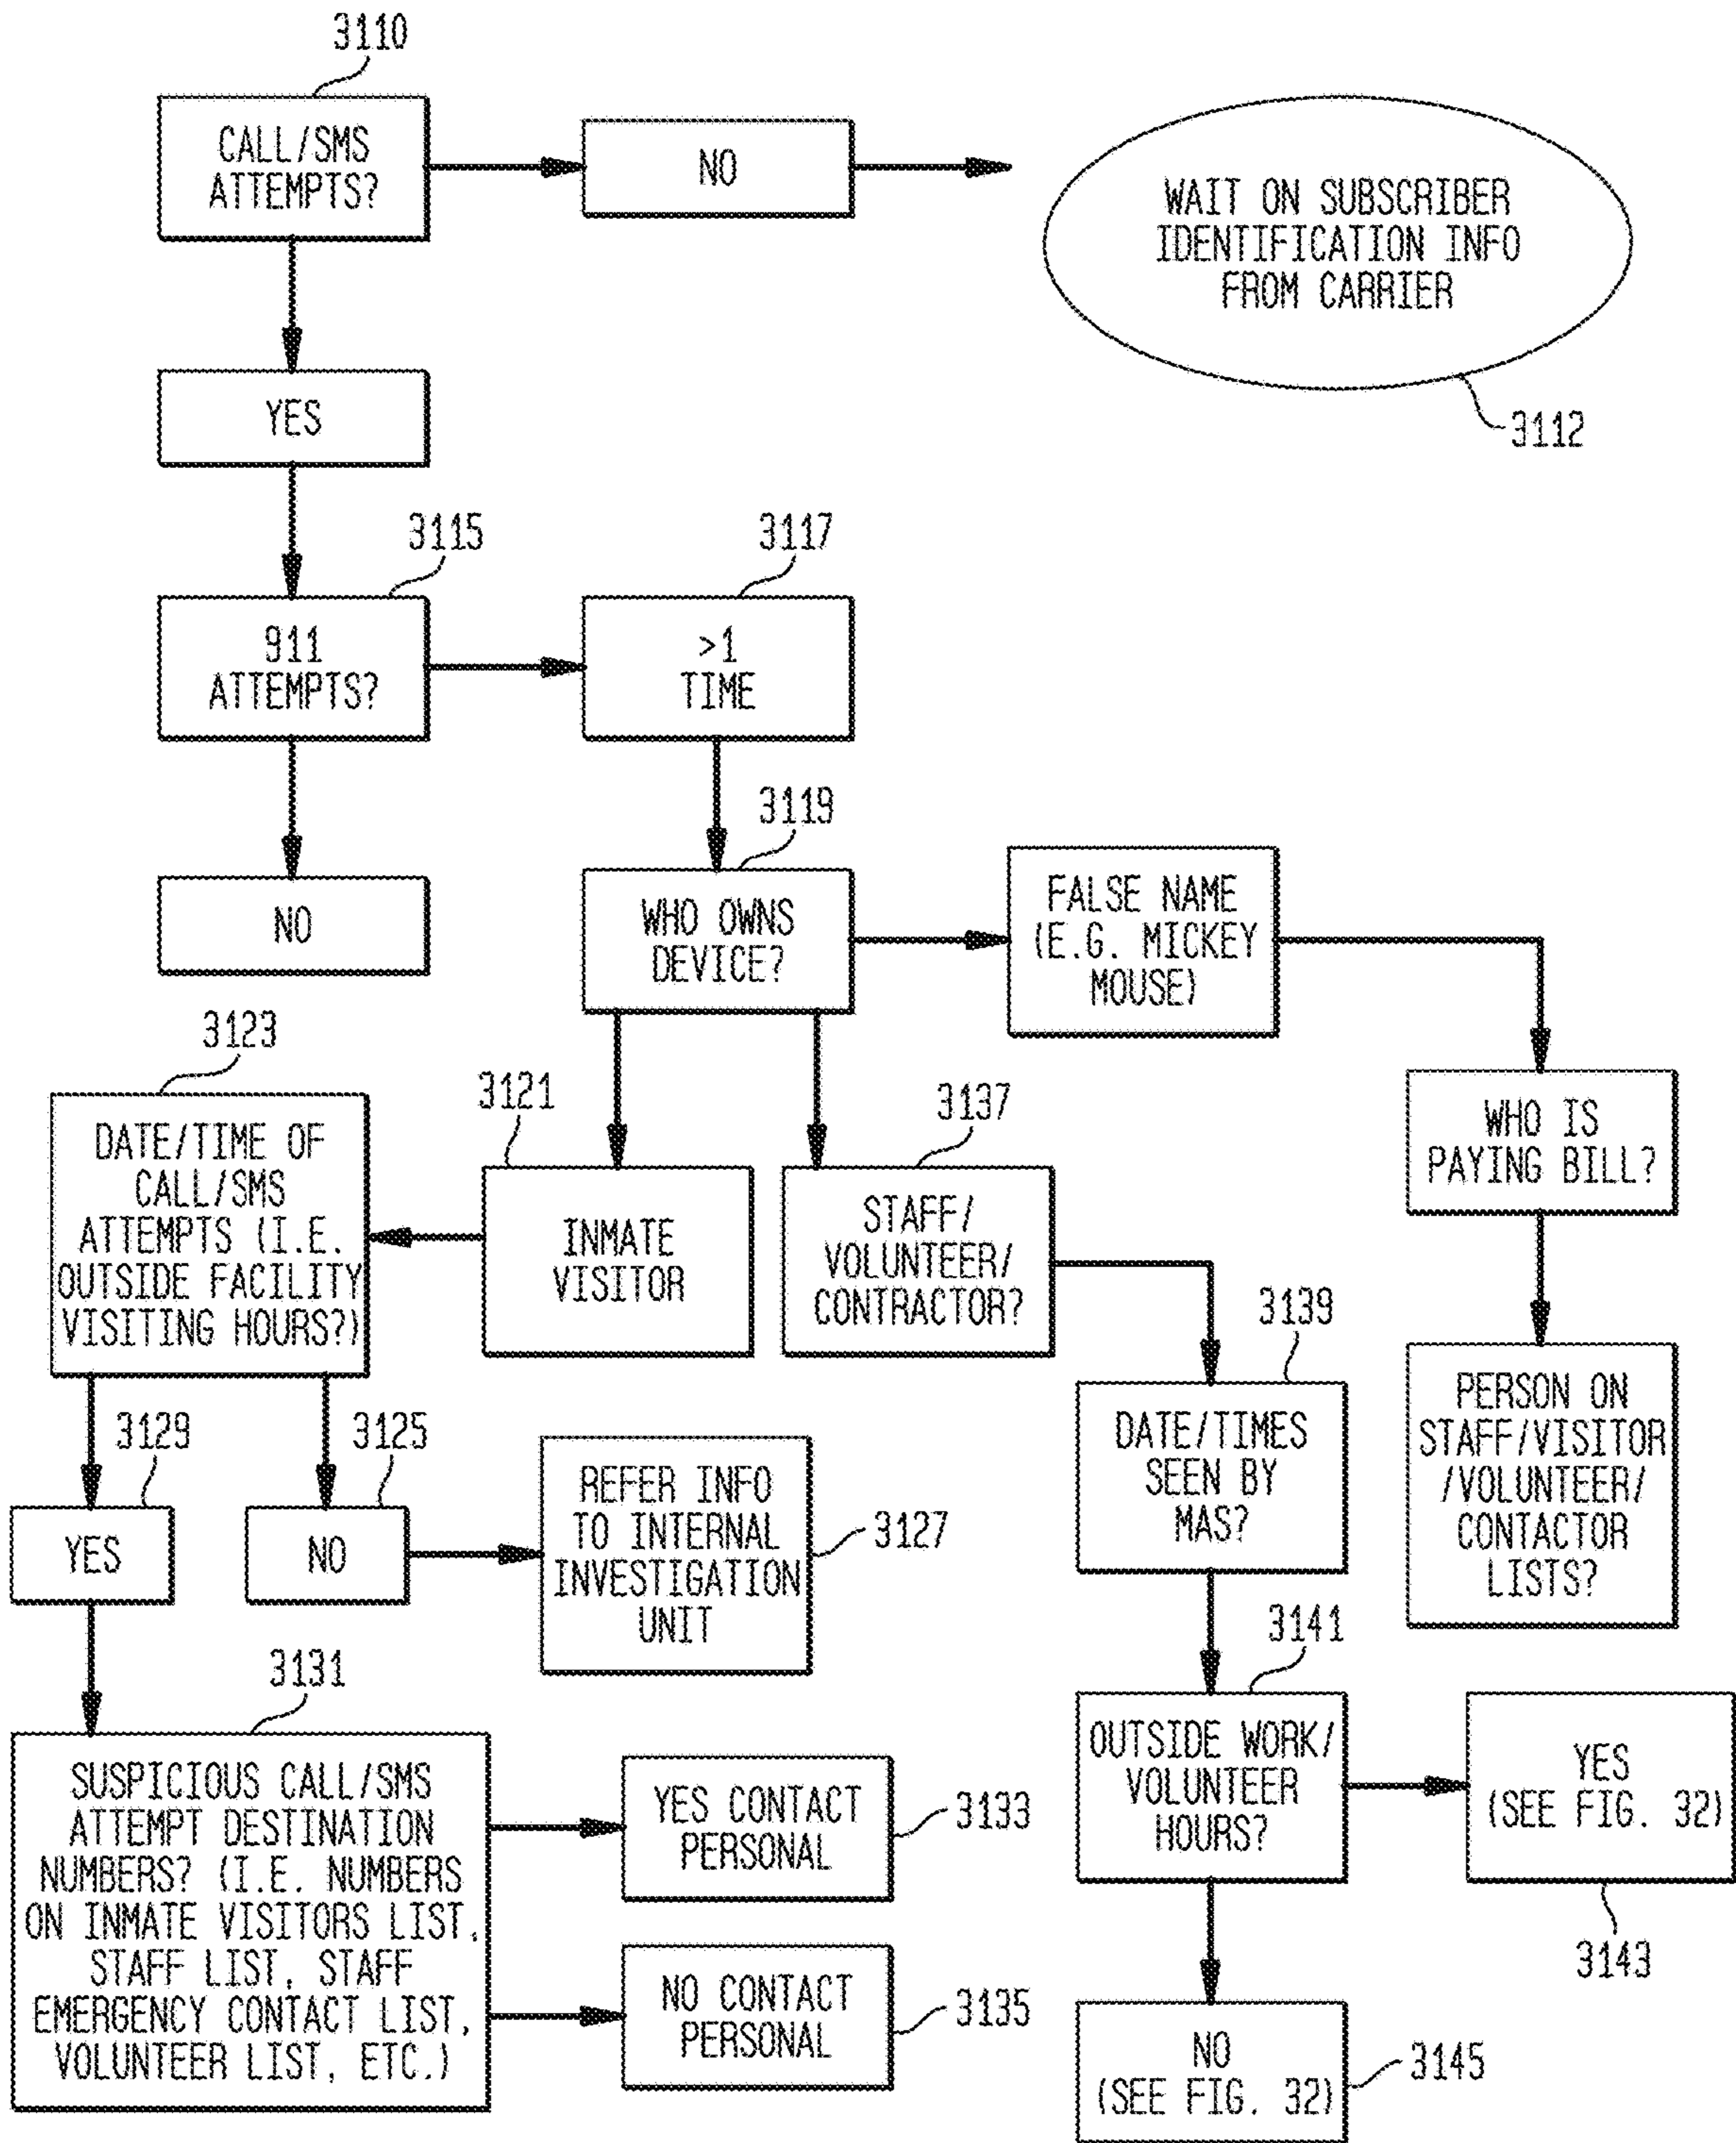 3110
CALL/SMS
ATTEMPTS?
NO
WAIT ON SUBSCRIBER
IDENTIFICATION INFO
FROM CARRIER
3112
YES
3115
911
ATTEMPTS?
3117
>1
TIME
NO
3119
WHO OWNS
DEVICE?
FALSE NAME
(E.G. MICKEY
MOUSE)
WHO IS
PAYING BILL?
PERSON ON
STAFF/VISITOR
/VOLUNTEER/
CONTACTOR
LISTS?
3123
DATE/TIME OF
CALL/SMS
ATTEMPTS (I.E.
OUTSIDE FACILITY
VISITING HOURS?)
3121
INMATE
VISITOR
3137
STAFF/
VOLUNTEER/
CONTRACTOR?
3139
DATE/TIMES
SEEN BY
MAS?
3129
YES
3125
NO
REFER INFO
TO INTERNAL
INVESTIGATION
UNIT
3127
3141
OUTSIDE WORK/
VOLUNTEER
HOURS?
YES
(SEE FIG. 32)
3143
3131
SUSPICIOUS CALL/SMS
ATTEMPT DESTINATION
NUMBERS? (I.E. NUMBERS
ON INMATE VISITORS LIST,
STAFF LIST, STAFF
EMERGENCY CONTACT LIST,
VOLUNTEER LIST, ETC.)
YES CONTACT
PERSONAL
3133
NO CONTACT
PERSONAL
3135
NO
(SEE FIG. 32)
3145